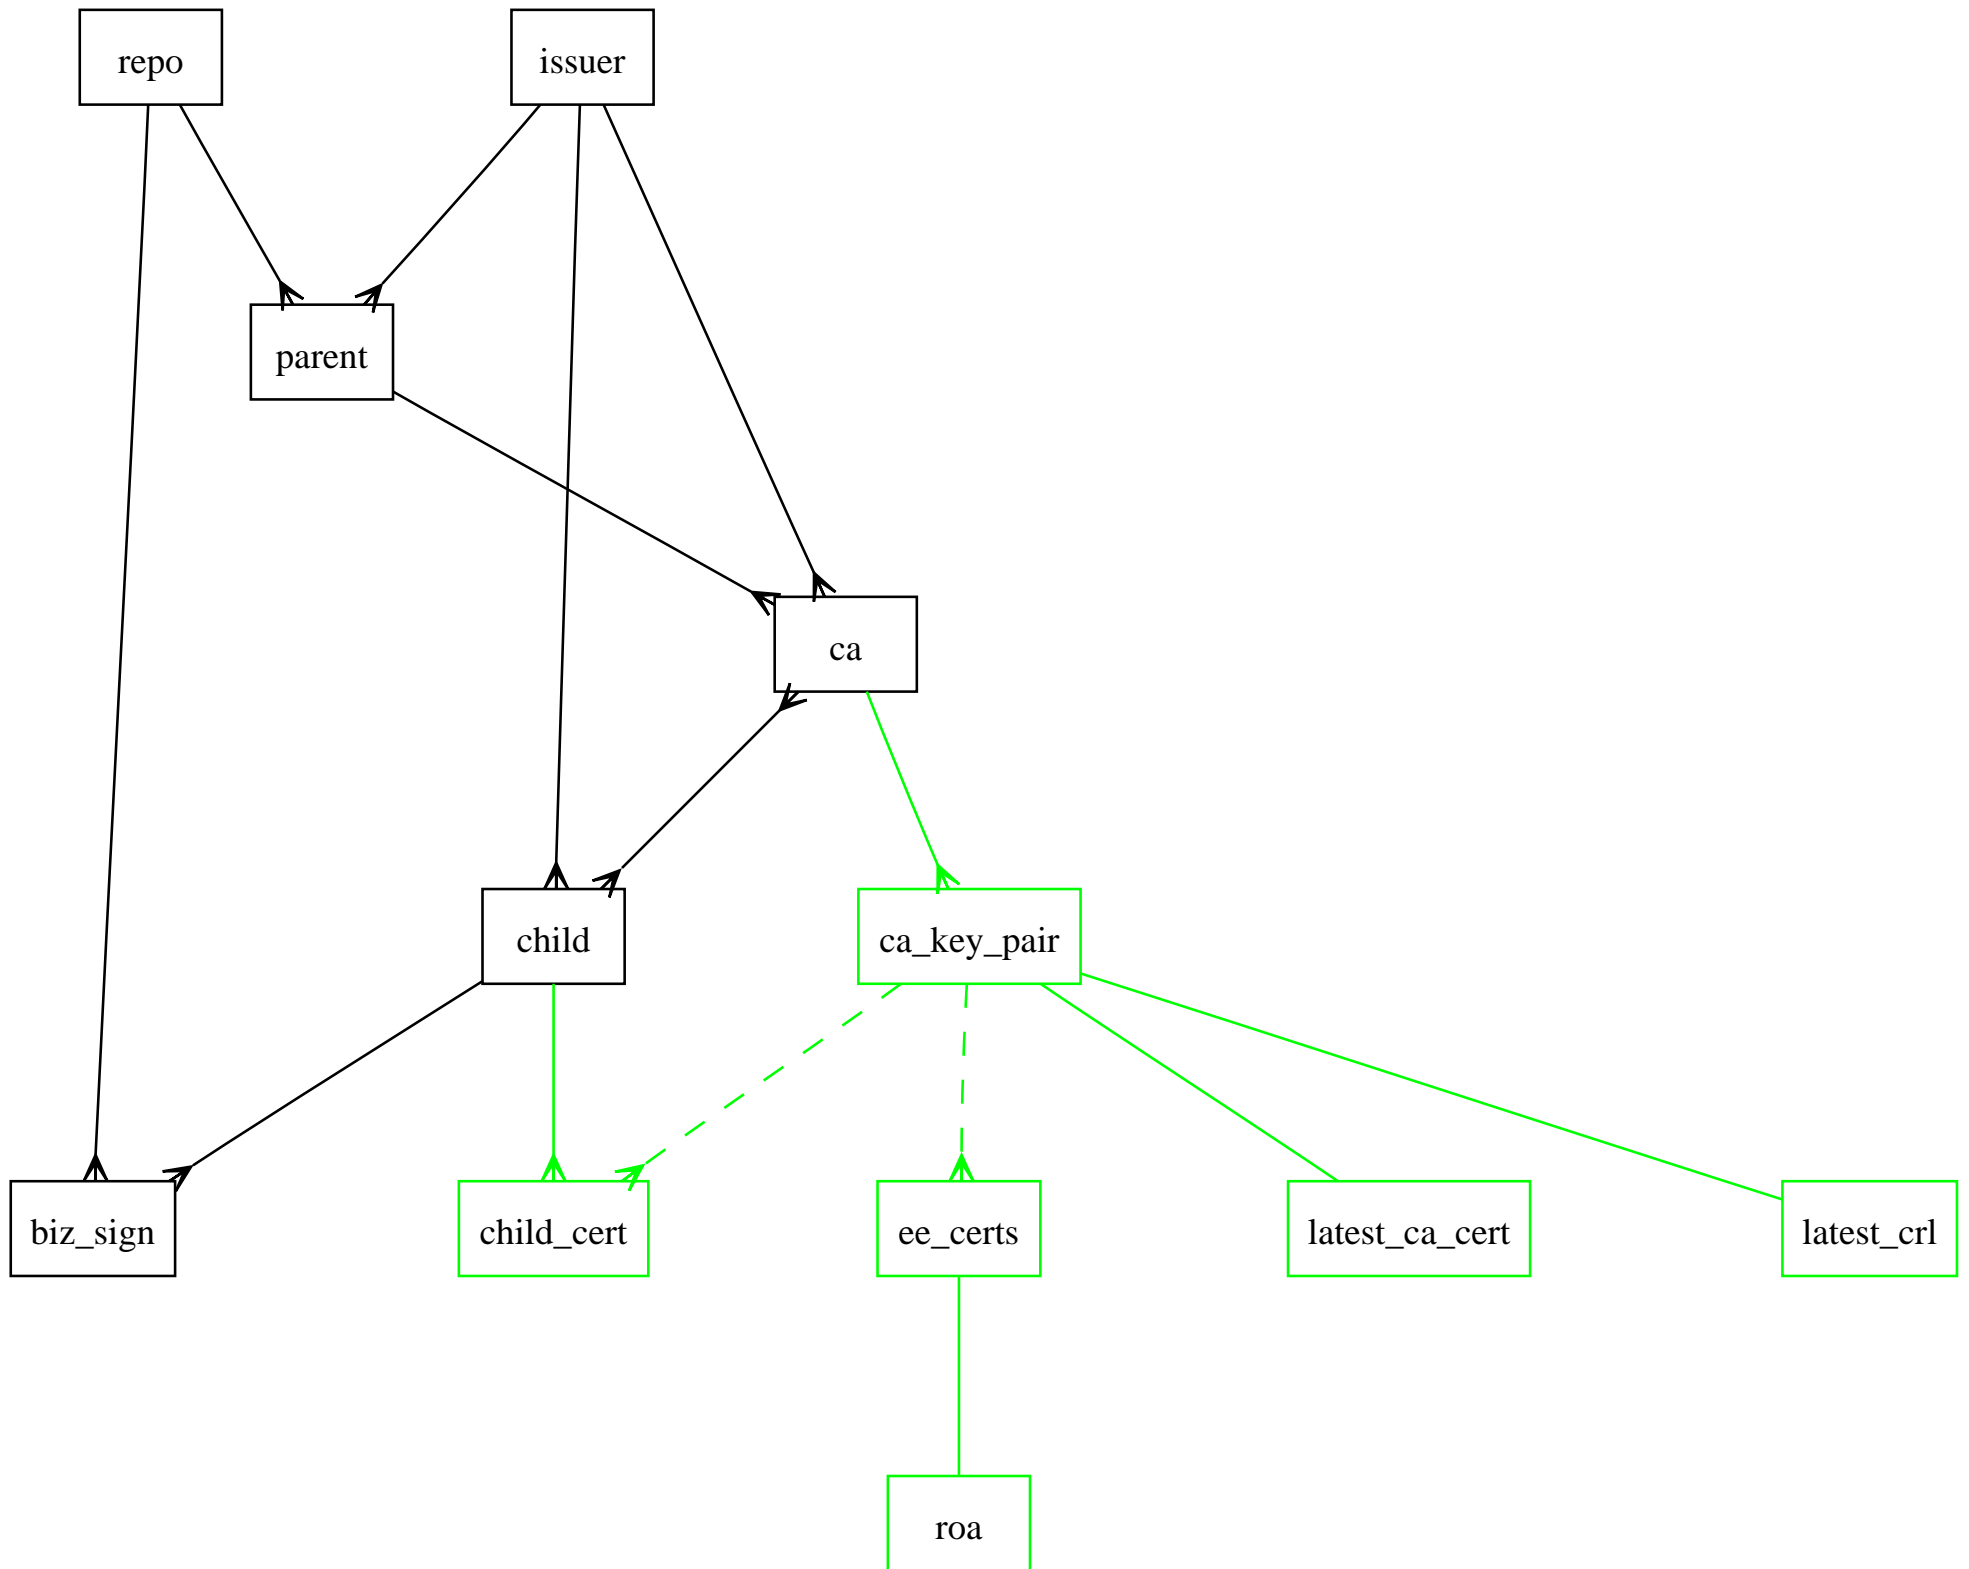 repo
issuer
parent
ca
child
ca_key_pair
biz_sign
child_cert
ee_certs
latest_ca_cert
latest_crl
roa